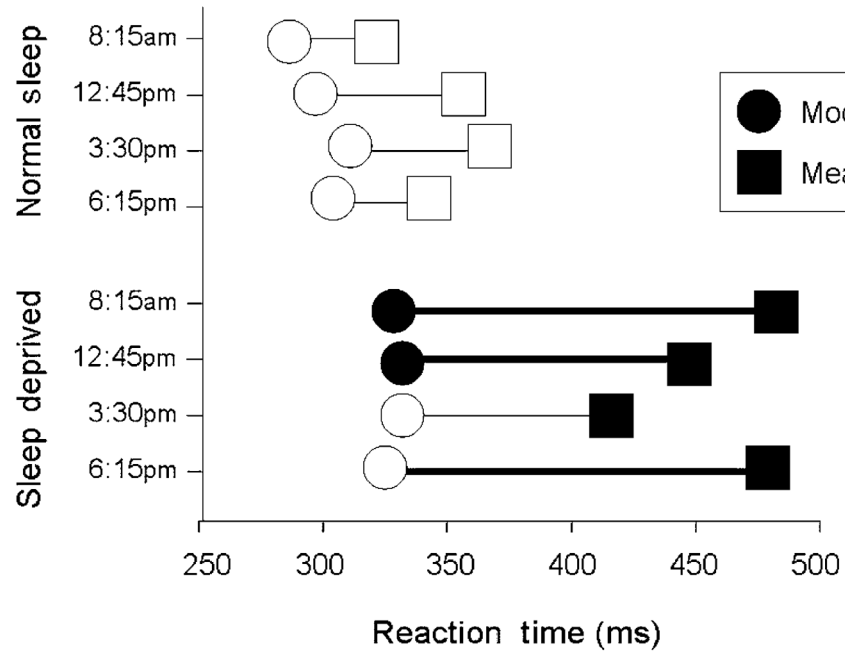 Normal sleep
8:15am
12:45pm
3:30pm
6:15pm
Sleep deprived
8:15am
12:45pm
3:30pm
6:15pm
250 300 350 400 450 500
Reaction time (ms)